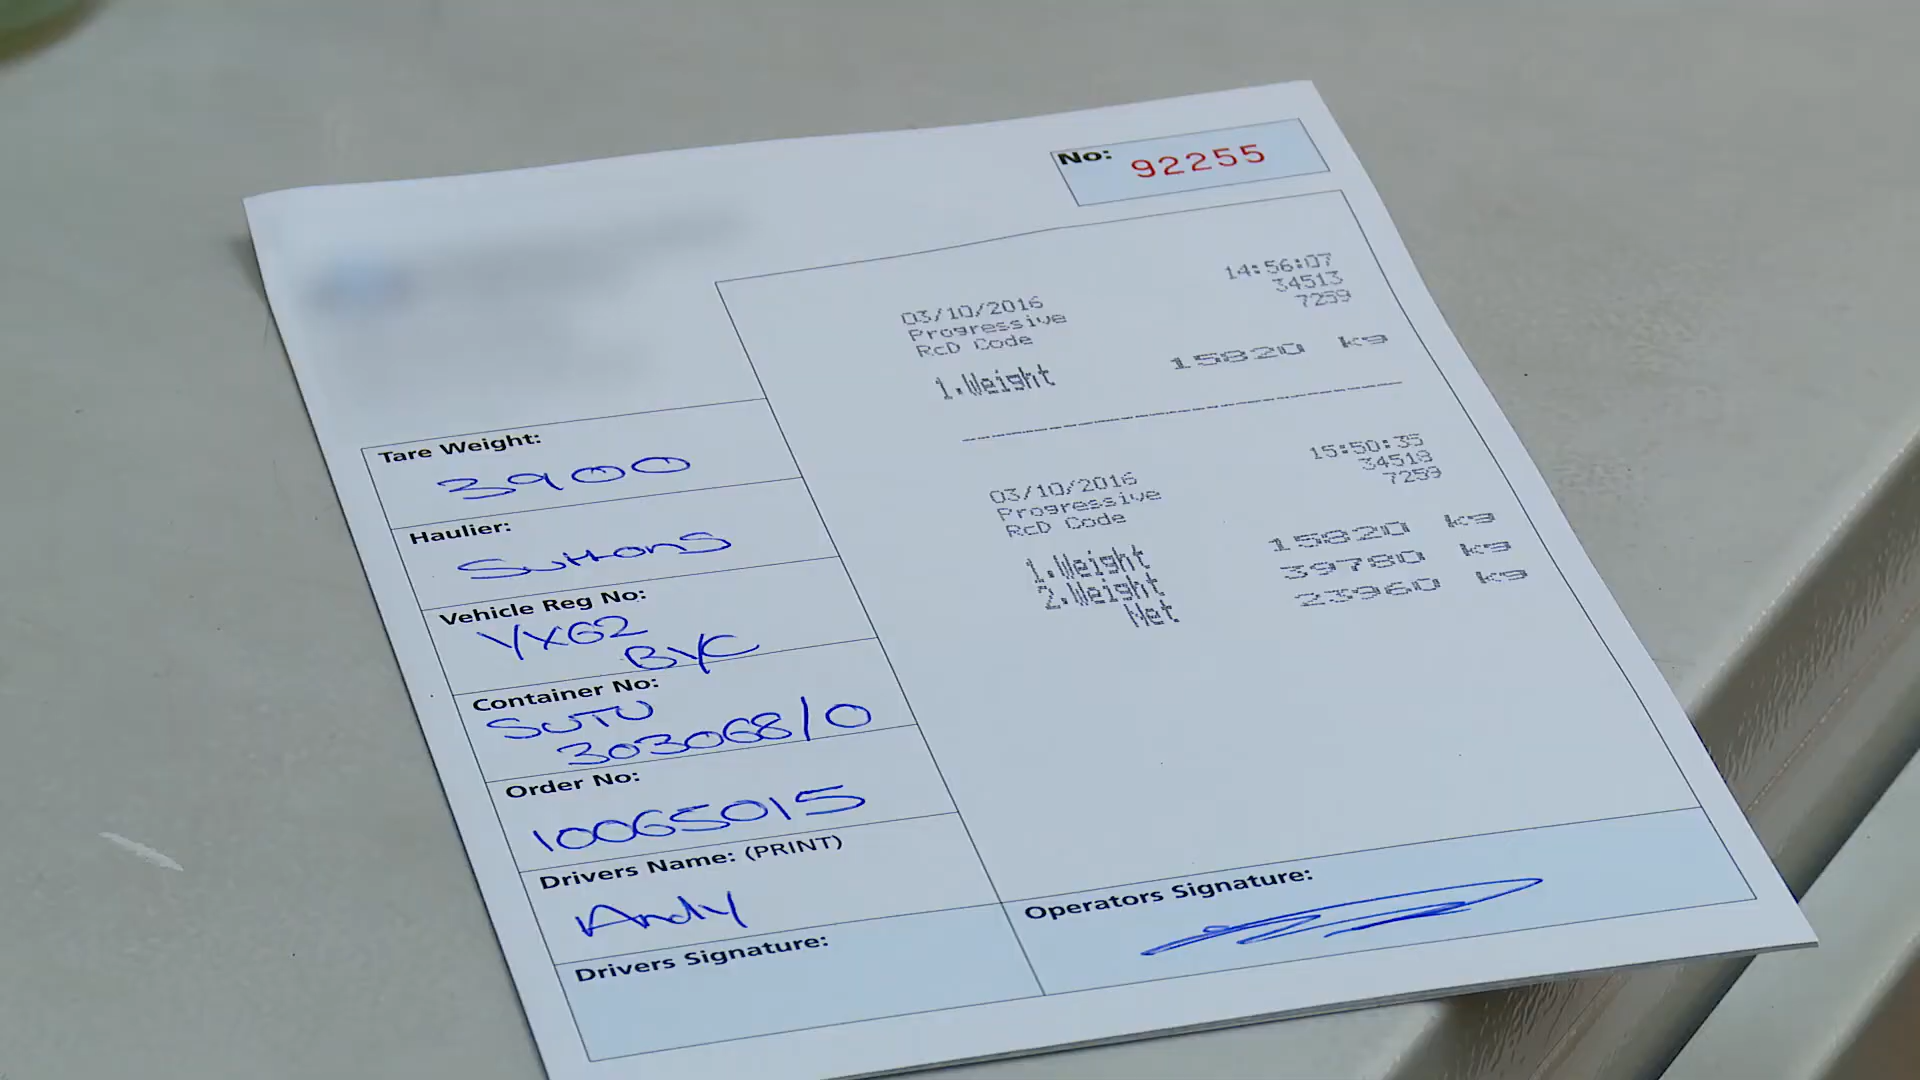 No: 92255
03/10/2016 14:56:07
Progressive 34513
RcD Code 7259
1.Weight 15820 kg
03/10/2016 15:50:35
Progressive 34518
RcD Code 7259
1.Weight 15820 kg
2.Weight 39780 kg
Net 23960 kg
Tare Weight:
3900
Haulier:
Suttons
Vehicle Reg No:
YX62
BYC
Container No:
SUTU
303068/0
Order No:
10065015
Drivers Name: (PRINT)
Andy
Drivers Signature:
Operators Signature: